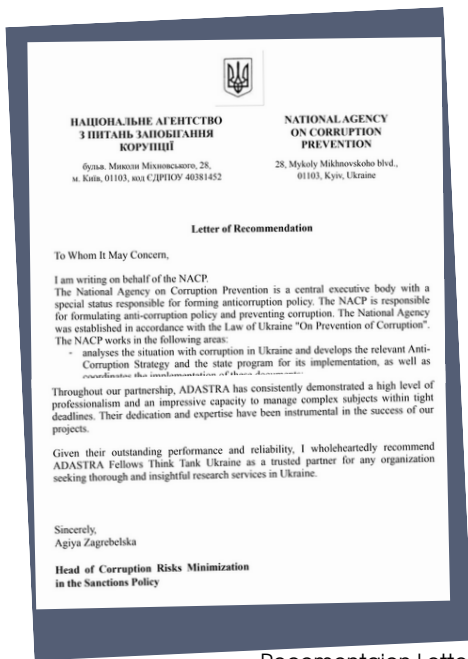 НАЦІОНАЛЬНЕ АГЕНТСТВО
З ПИТАНЬ ЗАПОБІГАННЯ
КОРУПЦІЇ
бульв. Миколи Міхновського, 28,
м. Київ, 01103, код ЄДРПОУ 40381452
NATIONAL AGENCY
ON CORRUPTION
PREVENTION
28, Mykoly Mikhnovskoho blvd.,
01103, Kyiv, Ukraine
Letter of Recommendation
To Whom It May Concern,
I am writing on behalf of the NACP.
The National Agency on Corruption Prevention is a central executive body with a
special status responsible for forming anticorruption policy. The NACP is responsible
for formulating anti-corruption policy and preventing corruption. The National Agency
was established in accordance with the Law of Ukraine "On Prevention of Corruption".
The NACP works in the following areas:
- analyses the situation with corruption in Ukraine and develops the relevant Anti-
Corruption Strategy and the state program for its implementation, as well as
coordinates the implementation of these documents;
Throughout our partnership, ADASTRA has consistently demonstrated a high level of
professionalism and an impressive capacity to manage complex subjects within tight
deadlines. Their dedication and expertise have been instrumental in the success of our
projects.
Given their outstanding performance and reliability, I wholeheartedly recommend
ADASTRA Fellows Think Tank Ukraine as a trusted partner for any organization
seeking thorough and insightful research services in Ukraine.
Sincerely,
Agiya Zagrebelska
Head of Corruption Risks Minimization
in the Sanctions Policy